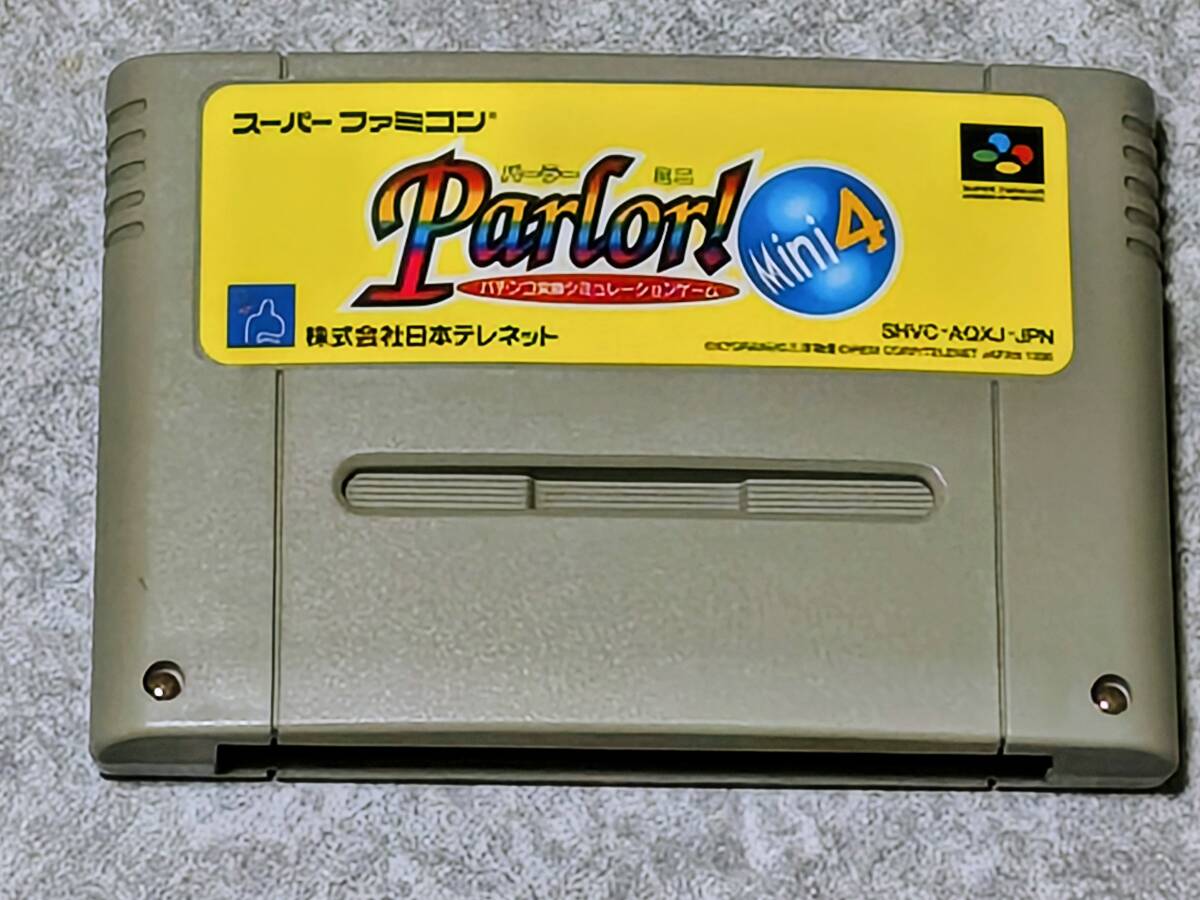 スーパーファミコン®
パーラー ミニ
Parlor! Mini 4
パチンコ実機シミュレーションゲーム
SUPER FAMICOM
株式会社日本テレネット
SHVC-AQXJ-JPN